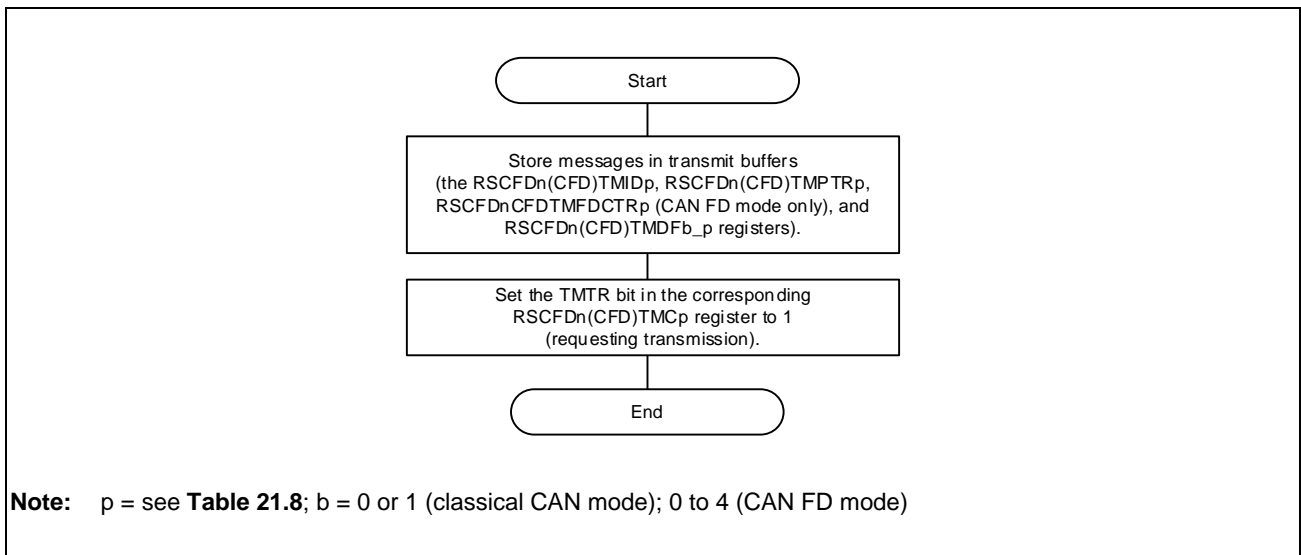 Start
Store messages in transmit buffers
(the RSCFDn(CFD)TMIDp, RSCFDn(CFD)TMPTRp,
RSCFDnCFDTMFDCTRp (CAN FD mode only), and
RSCFDn(CFD)TMDFb_p registers).
Set the TMTR bit in the corresponding
RSCFDn(CFD)TMCp register to 1
(requesting transmission).
End
Note: p = see Table 21.8; b = 0 or 1 (classical CAN mode); 0 to 4 (CAN FD mode)